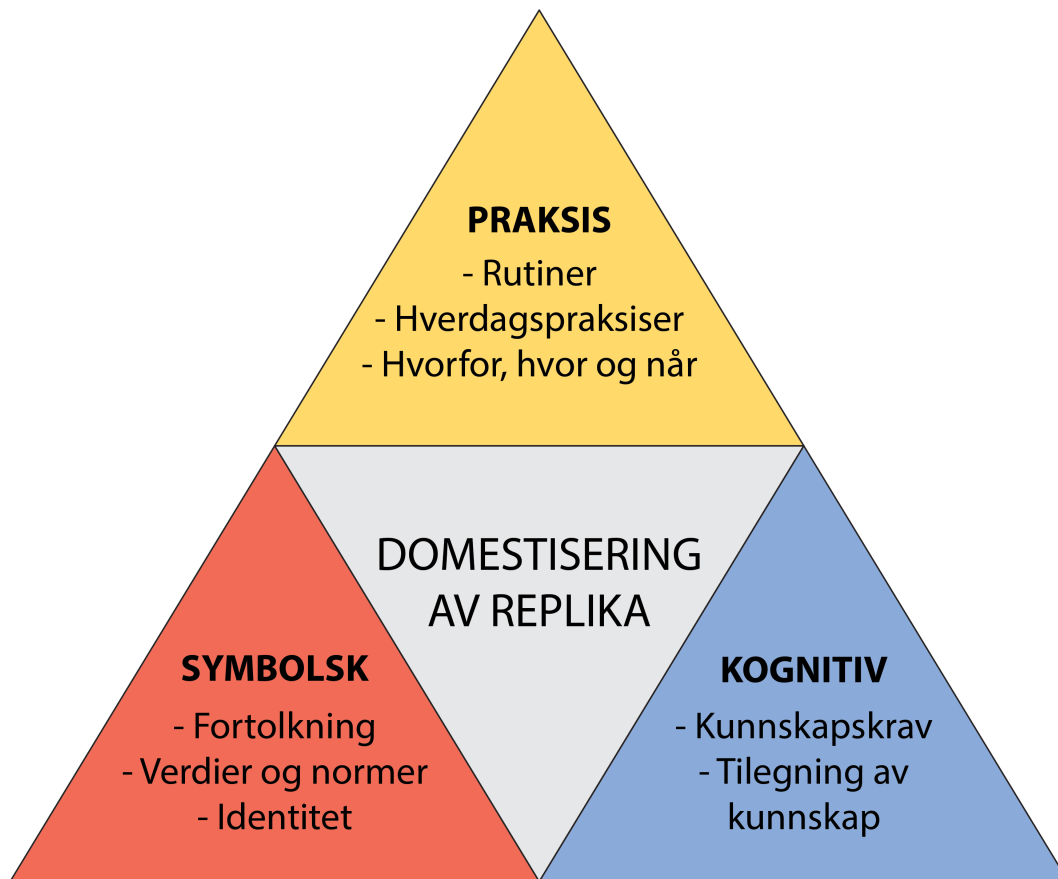 PRAKSIS
- Rutiner
- Hverdagspraksiser
- Hvorfor, hvor og når
DOMESTISERING
AV REPLIKA
SYMBOLSK
- Fortolkning
- Verdier og normer
- Identitet
KOGNITIV
- Kunnskapskrav
- Tilegning av
kunnskap